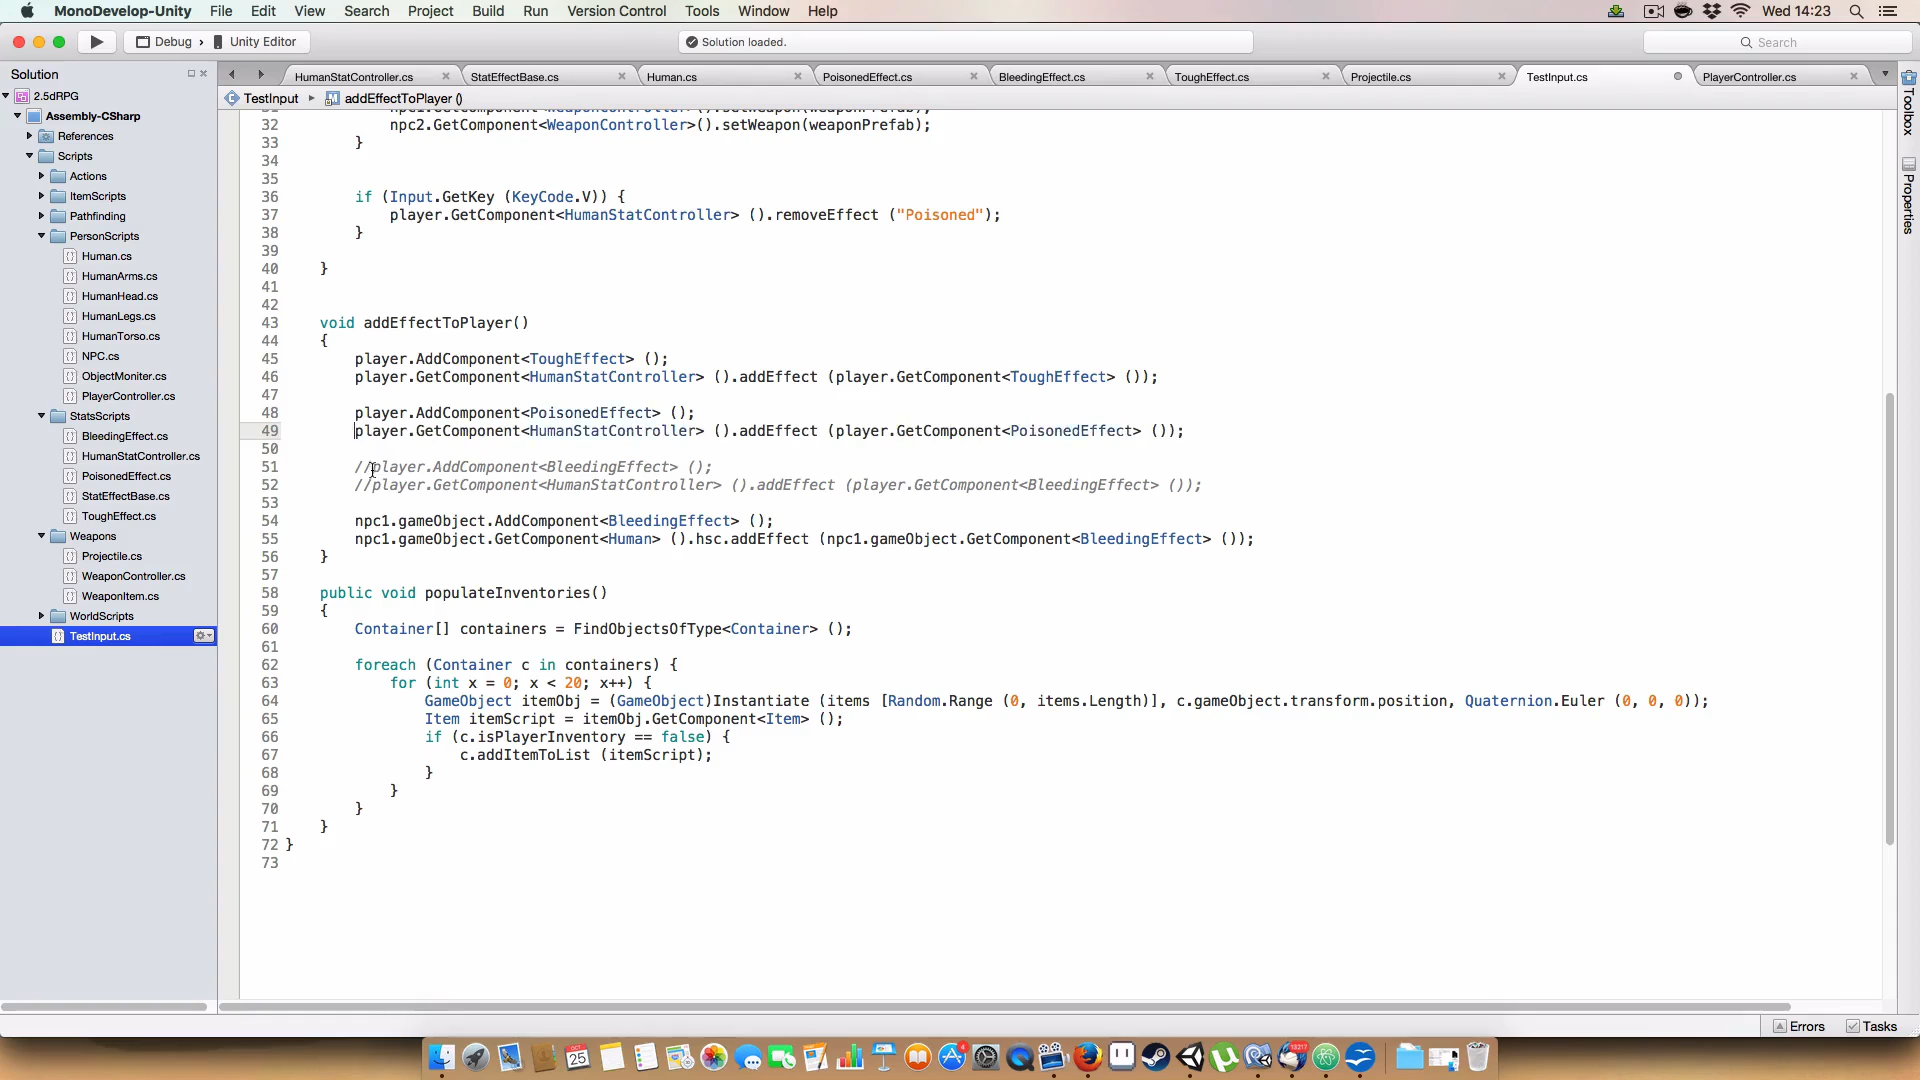 MonoDevelop-Unity File Edit View Search Project Build Run Version Control Tools Window Help Wed 14:23
Debug › Unity Editor Solution loaded. Search
Solution HumanStatController.cs StatEffectBase.cs Human.cs PoisonedEffect.cs BleedingEffect.cs ToughEffect.cs Projectile.cs TestInput.cs PlayerController.cs
TestInput addEffectToPlayer ()
2.5dRPG
Assembly-CSharp
References
Scripts
Actions
ItemScripts
Pathfinding
PersonScripts
Human.cs
HumanArms.cs
HumanHead.cs
HumanLegs.cs
HumanTorso.cs
NPC.cs
ObjectMoniter.cs
PlayerController.cs
StatsScripts
BleedingEffect.cs
HumanStatController.cs
PoisonedEffect.cs
StatEffectBase.cs
ToughEffect.cs
Weapons
Projectile.cs
WeaponController.cs
WeaponItem.cs
WorldScripts
TestInput.cs
32 npc2.GetComponent<WeaponController>().setWeapon(weaponPrefab);
33 }
34
35
36 if (Input.GetKey (KeyCode.V)) {
37 player.GetComponent<HumanStatController> ().removeEffect ("Poisoned");
38 }
39
40 }
41
42
43 void addEffectToPlayer()
44 {
45 player.AddComponent<ToughEffect> ();
46 player.GetComponent<HumanStatController> ().addEffect (player.GetComponent<ToughEffect> ());
47
48 player.AddComponent<PoisonedEffect> ();
49 player.GetComponent<HumanStatController> ().addEffect (player.GetComponent<PoisonedEffect> ());
50
51 //player.AddComponent<BleedingEffect> ();
52 //player.GetComponent<HumanStatController> ().addEffect (player.GetComponent<BleedingEffect> ());
53
54 npc1.gameObject.AddComponent<BleedingEffect> ();
55 npc1.gameObject.GetComponent<Human> ().hsc.addEffect (npc1.gameObject.GetComponent<BleedingEffect> ());
56 }
57
58 public void populateInventories()
59 {
60 Container[] containers = FindObjectsOfType<Container> ();
61
62 foreach (Container c in containers) {
63 for (int x = 0; x < 20; x++) {
64 GameObject itemObj = (GameObject)Instantiate (items [Random.Range (0, items.Length)], c.gameObject.transform.position, Quaternion.Euler (0, 0, 0));
65 Item itemScript = itemObj.GetComponent<Item> ();
66 if (c.isPlayerInventory == false) {
67 c.addItemToList (itemScript);
68 }
69 }
70 }
71 }
72 }
73
Toolbox
Properties
Errors Tasks